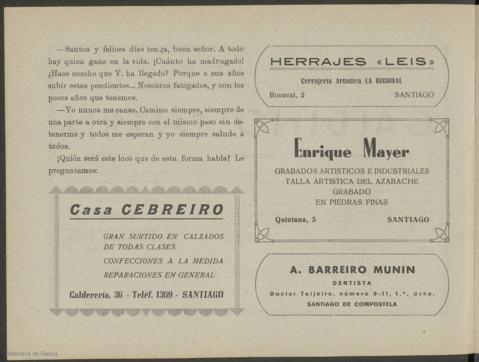 —Santos y felices días tenga, buen señor. A todo
hay quien gane en la vida. ¡Cuánto ha madrugado!
¿Hace mucho que V. ha llegado? Porque a sus años
subir estas pendientes... Nosotros fatigados, y con los
pocos años que tenemos.
—Yo nunca me canso. Camino siempre, siempre de
una parte a otra y siempre con el mismo peso sin de-
tenerme y todos me esperan y yo siempre saludo a
todos.
¡Quién será este loco que de esta forma habla! Le
preguntamos:
Casa CEBREIRO
GRAN SURTIDO EN CALZADOS
DE TODAS CLASES
CONFECCIONES A LA MEDIDA
REPARACIONES EN GENERAL
Calderería, 36 - Teléf. 1369 - SANTIAGO
HERRAJES «LEIS»
Cerrajería Artística LA REGIONAL
Bonaval, 2 SANTIAGO
Enrique Mayer
GRABADOS ARTISTICOS E INDUSTRIALES
TALLA ARTISTICA DEL AZABACHE
GRABADO
EN PIEDRAS FINAS
Quintana, 5 SANTIAGO
A. BARREIRO MUNIN
DENTISTA
Doctor Teijeiro, número 9-11, 1.°, dcha.
SANTIAGO DE COMPOSTELA
Biblioteca de Galicia